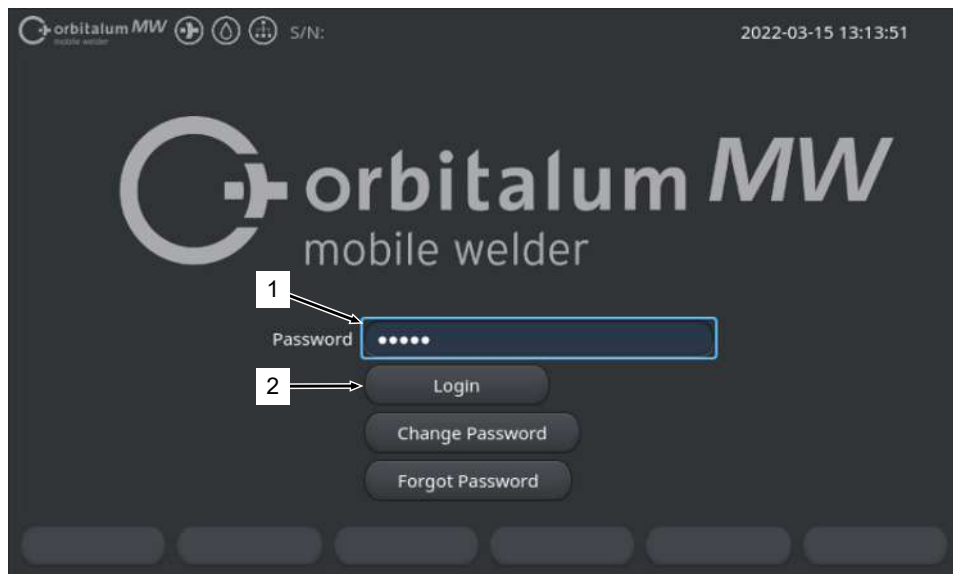 orbitalum MW S/N: 2022-03-15 13:13:51
mobile welder
orbitalum MW
mobile welder
1
Password •••••
2 Login
Change Password
Forgot Password